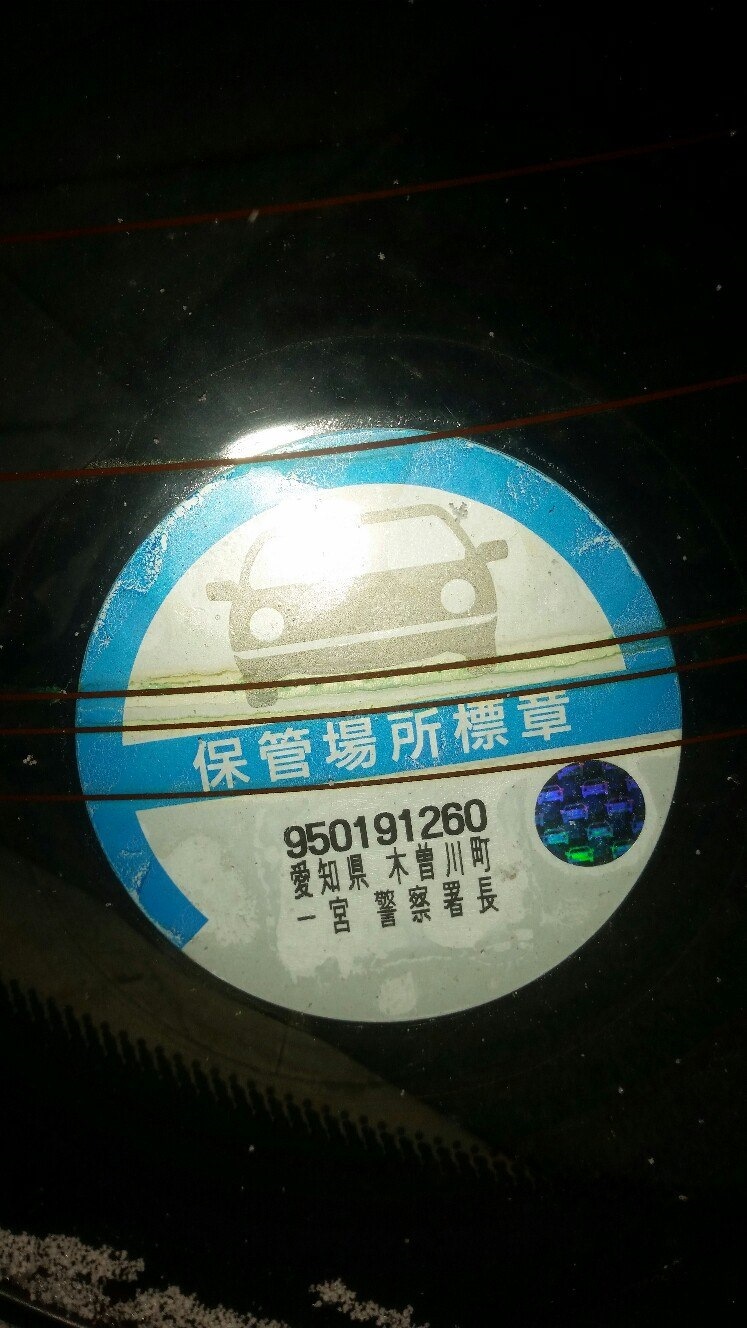 保管場所標章
950191260
愛知県 木曽川町
一宮 警察署長